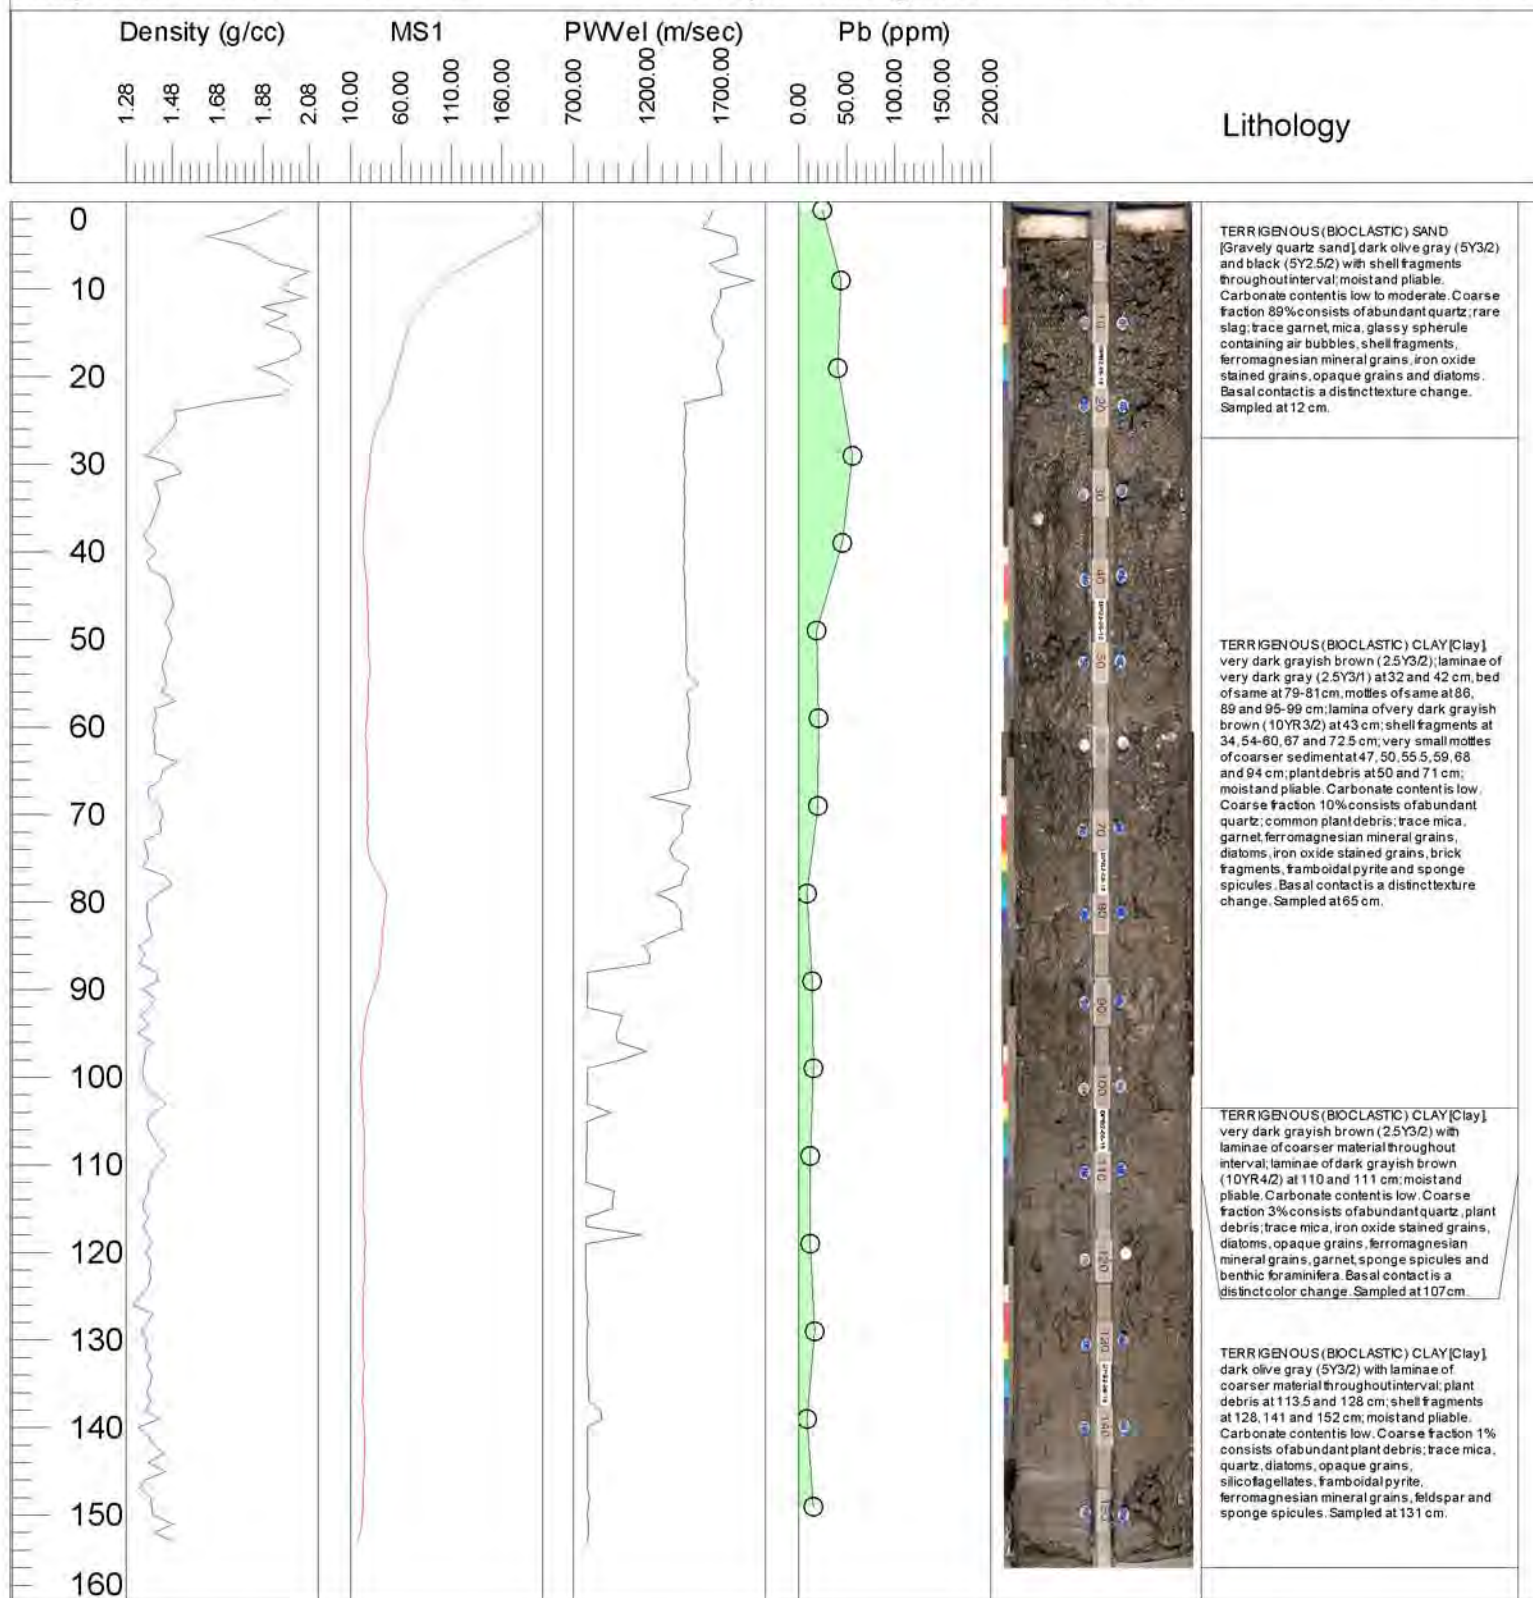 Density (g/cc) MS1 PWVel (m/sec) Pb (ppm)
1.28 1.48 1.68 1.88 2.08 10.00 60.00 110.00 160.00 700.00 1200.00 1700.00 0.00 50.00 100.00 150.00 200.00
Lithology
0
10
20
30
40
50
60
70
80
90
100
110
120
130
140
150
160
TERRIGENOUS (BIOCLASTIC) SAND
[Gravely quartz sand], dark olive gray (5Y3/2)
and black (5Y2.5/2) with shell fragments
throughout interval; moist and pliable.
Carbonate content is low to moderate. Coarse
fraction 89% consists of abundant quartz; rare
slag; trace garnet, mica, glassy spherule
containing air bubbles, shell fragments,
ferromagnesian mineral grains, iron oxide
stained grains, opaque grains and diatoms.
Basal contact is a distinct texture change.
Sampled at 12 cm.
TERRIGENOUS (BIOCLASTIC) CLAY [Clay],
very dark grayish brown (2.5Y3/2); laminae of
very dark gray (2.5Y3/1) at 32 and 42 cm, bed
of same at 79-81 cm, mottles of same at 86,
89 and 95-99 cm; lamina of very dark grayish
brown (10YR3/2) at 43 cm; shell fragments at
34, 54-60, 67 and 72.5 cm; very small mottles
of coarser sediment at 47, 50, 55.5, 59, 68
and 94 cm; plant debris at 50 and 71 cm;
moist and pliable. Carbonate content is low.
Coarse fraction 10% consists of abundant
quartz; common plant debris; trace mica,
garnet, ferromagnesian mineral grains,
diatoms, iron oxide stained grains, brick
fragments, framboidal pyrite and sponge
spicules. Basal contact is a distinct texture
change. Sampled at 65 cm.
TERRIGENOUS (BIOCLASTIC) CLAY [Clay],
very dark grayish brown (2.5Y3/2) with
laminae of coarser material throughout
interval; laminae of dark grayish brown
(10YR4/2) at 110 and 111 cm; moist and
pliable. Carbonate content is low. Coarse
fraction 3% consists of abundant quartz, plant
debris; trace mica, iron oxide stained grains,
diatoms, opaque grains, ferromagnesian
mineral grains, garnet, sponge spicules and
benthic foraminifera. Basal contact is a
distinct color change. Sampled at 107 cm.
TERRIGENOUS (BIOCLASTIC) CLAY [Clay],
dark olive gray (5Y3/2) with laminae of
coarser material throughout interval; plant
debris at 113.5 and 128 cm; shell fragments
at 128, 141 and 152 cm; moist and pliable.
Carbonate content is low. Coarse fraction 1%
consists of abundant plant debris; trace mica,
quartz, diatoms, opaque grains,
silicoflagellates, framboidal pyrite,
ferromagnesian mineral grains, feldspar and
sponge spicules. Sampled at 131 cm.